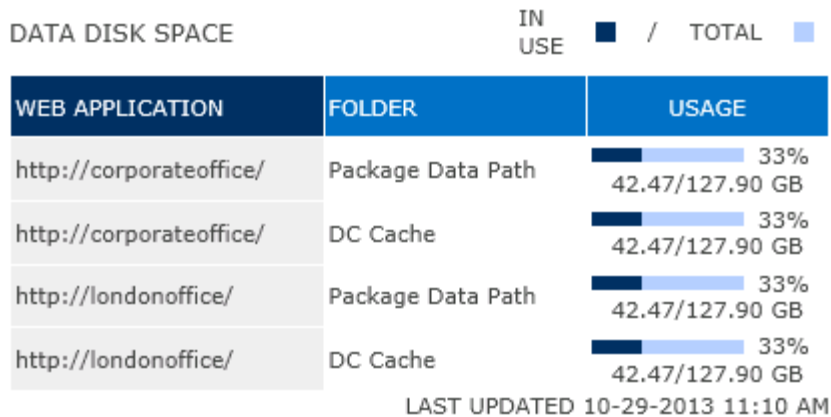 DATA DISK SPACE IN USE / TOTAL
WEB APPLICATION FOLDER USAGE
http://corporateoffice/ Package Data Path 33%
42.47/127.90 GB
http://corporateoffice/ DC Cache 33%
42.47/127.90 GB
http://londonoffice/ Package Data Path 33%
42.47/127.90 GB
http://londonoffice/ DC Cache 33%
42.47/127.90 GB
LAST UPDATED 10-29-2013 11:10 AM